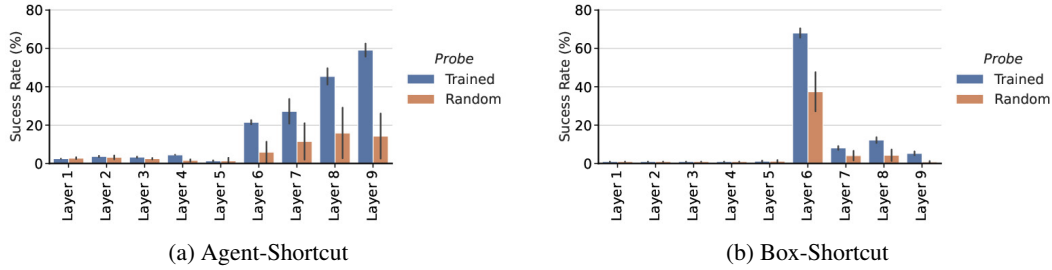 80
60
40
20
0
Sucess Rate (%)
Layer 1
Layer 2
Layer 3
Layer 4
Layer 5
Layer 6
Layer 7
Layer 8
Layer 9
Probe
Trained
Random
(a) Agent-Shortcut
80
60
40
20
0
Sucess Rate (%)
Layer 1
Layer 2
Layer 3
Layer 4
Layer 5
Layer 6
Layer 7
Layer 8
Layer 9
Probe
Trained
Random
(b) Box-Shortcut